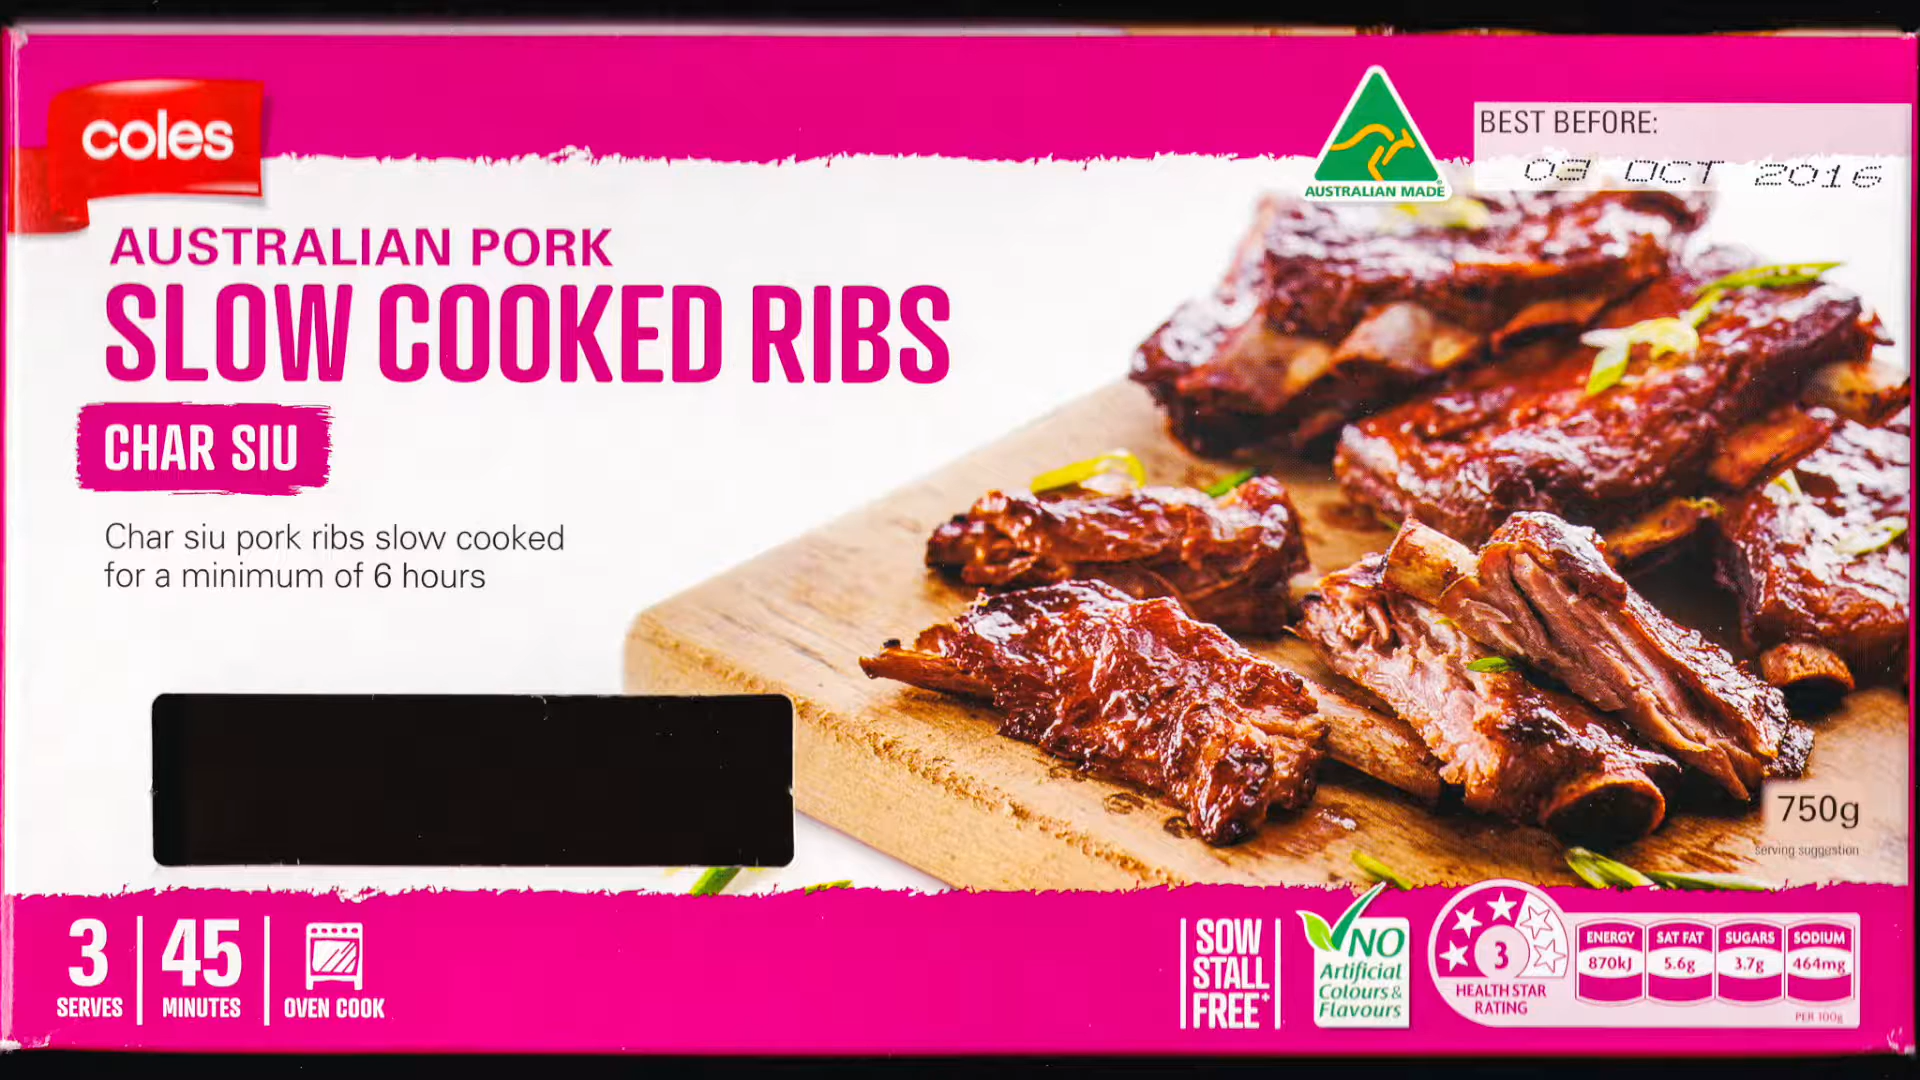 coles
AUSTRALIAN MADE
BEST BEFORE:
03 OCT 2016
AUSTRALIAN PORK
SLOW COOKED RIBS
CHAR SIU
Char siu pork ribs slow cooked
for a minimum of 6 hours
750g
serving suggestion
3
SERVES
45
MINUTES
OVEN COOK
SOW
STALL
FREE+
NO
Artificial
Colours &
Flavours
3
HEALTH STAR
RATING
ENERGY
870kJ
SAT FAT
5.6g
SUGARS
3.7g
SODIUM
464mg
PER 100g